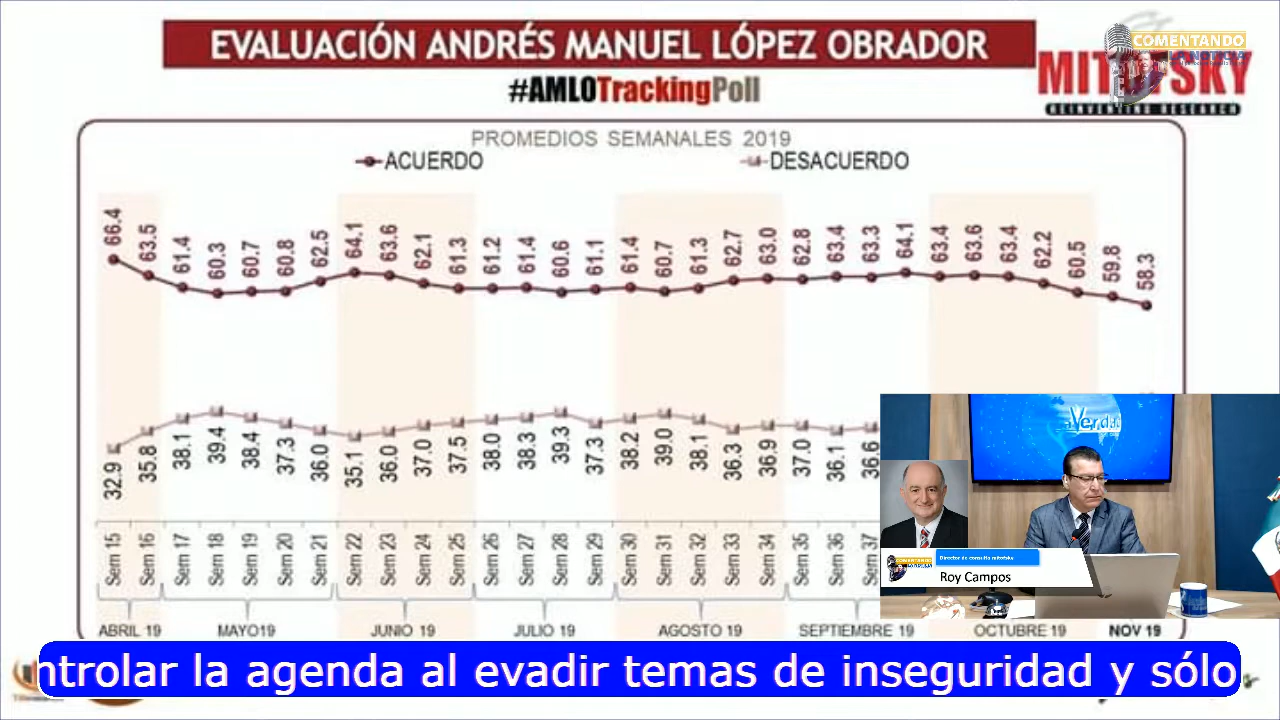 EVALUACIÓN ANDRÉS MANUEL LÓPEZ OBRADOR
#AMLOTrackingPoll
COMENTANDO
MITOFSKY
REINVENTING RESEARCH
PROMEDIOS SEMANALES 2019
ACUERDO DESACUERDO
66.4 63.5 61.4 60.3 60.7 60.8 62.5 64.1 63.6 62.1 61.3 61.2 61.4 60.6 61.1 61.4 60.7 61.3 62.7 63.0 62.8 63.4 63.3 64.1 63.4 63.6 63.4 62.2 60.5 59.8 58.3
32.9 35.8 38.1 39.4 38.4 37.3 36.0 35.1 36.0 37.0 37.5 38.0 38.3 39.3 37.3 38.2 39.0 38.1 36.3 36.9 37.0 36.1 36.6
Sem 15 Sem 16 Sem 17 Sem 18 Sem 19 Sem 20 Sem 21 Sem 22 Sem 23 Sem 24 Sem 25 Sem 26 Sem 27 Sem 28 Sem 29 Sem 30 Sem 31 Sem 32 Sem 33 Sem 34 Sem 35 Sem 36 Sem 37
ABRIL 19 MAYO19 JUNIO 19 JULIO 19 AGOSTO 19 SEPTIEMBRE 19 OCTUBRE 19 NOV 19
aVerdad
Director de consulta mitofsky
COMENTANDO
Roy Campos
ntrolar la agenda al evadir temas de inseguridad y sólo